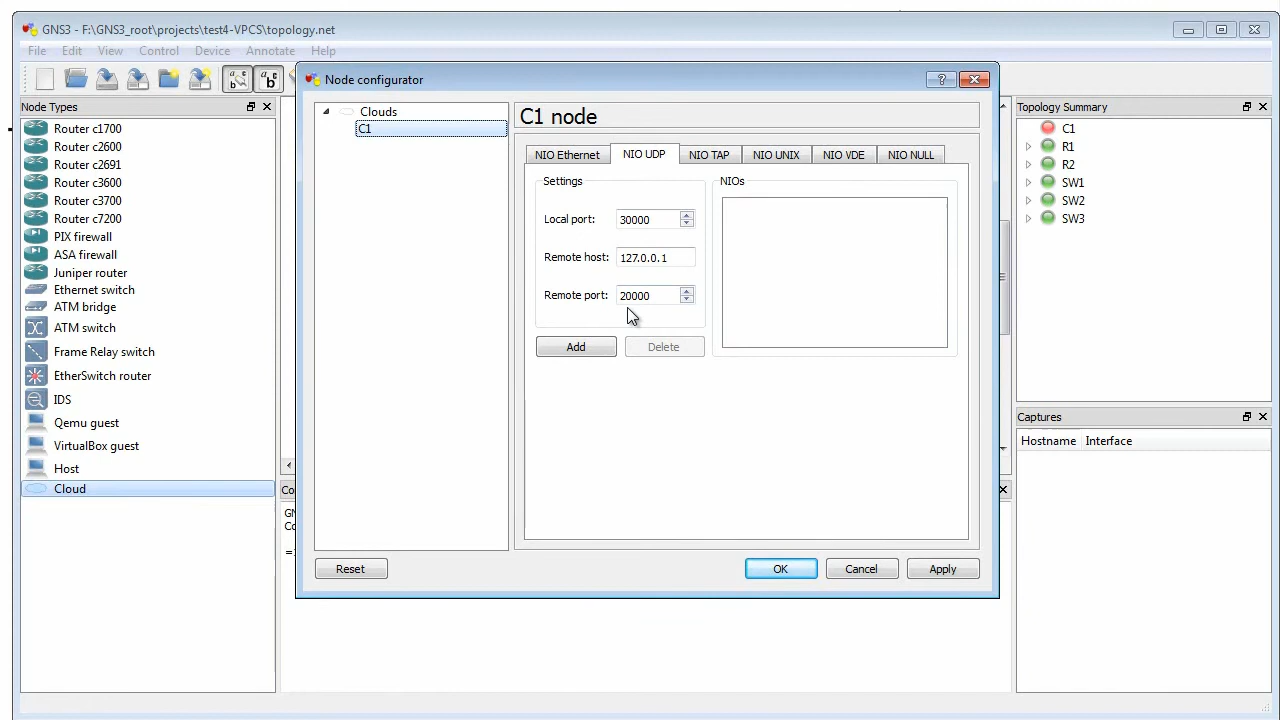 GNS3 - F:\GNS3_root\projects\test4-VPCS\topology.net
File Edit View Control Device Annotate Help
Node Types
Router c1700
Router c2600
Router c2691
Router c3600
Router c3700
Router c7200
PIX firewall
ASA firewall
Juniper router
Ethernet switch
ATM bridge
ATM switch
Frame Relay switch
EtherSwitch router
IDS
Qemu guest
VirtualBox guest
Host
Cloud
Node configurator
Clouds
C1
C1 node
NIO Ethernet NIO UDP NIO TAP NIO UNIX NIO VDE NIO NULL
Settings
Local port: 30000
Remote host: 127.0.0.1
Remote port: 20000
Add Delete
NIOs
Reset OK Cancel Apply
Co
GN
Co
=
Topology Summary
C1
R1
R2
SW1
SW2
SW3
Captures
Hostname Interface